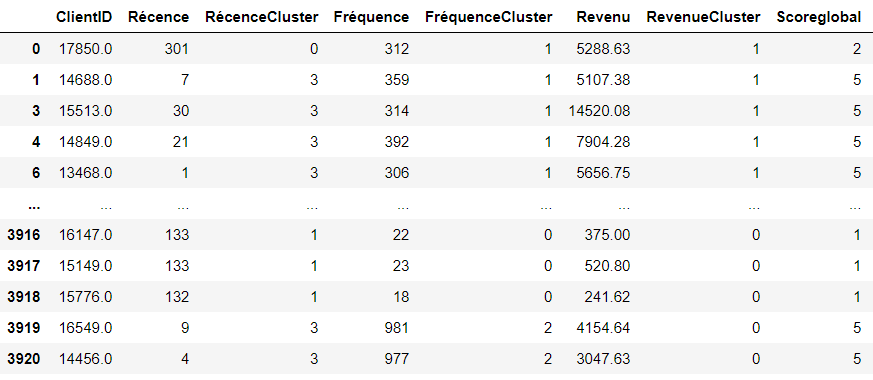 ClientID Récence RécenceCluster Fréquence FréquenceCluster Revenu RevenueCluster Scoreglobal
0 17850.0 301 0 312 1 5288.63 1 2
1 14688.0 7 3 359 1 5107.38 1 5
3 15513.0 30 3 314 1 14520.08 1 5
4 14849.0 21 3 392 1 7904.28 1 5
6 13468.0 1 3 306 1 5656.75 1 5
... ... ... ... ... ... ... ... ...
3916 16147.0 133 1 22 0 375.00 0 1
3917 15149.0 133 1 23 0 520.80 0 1
3918 15776.0 132 1 18 0 241.62 0 1
3919 16549.0 9 3 981 2 4154.64 0 5
3920 14456.0 4 3 977 2 3047.63 0 5